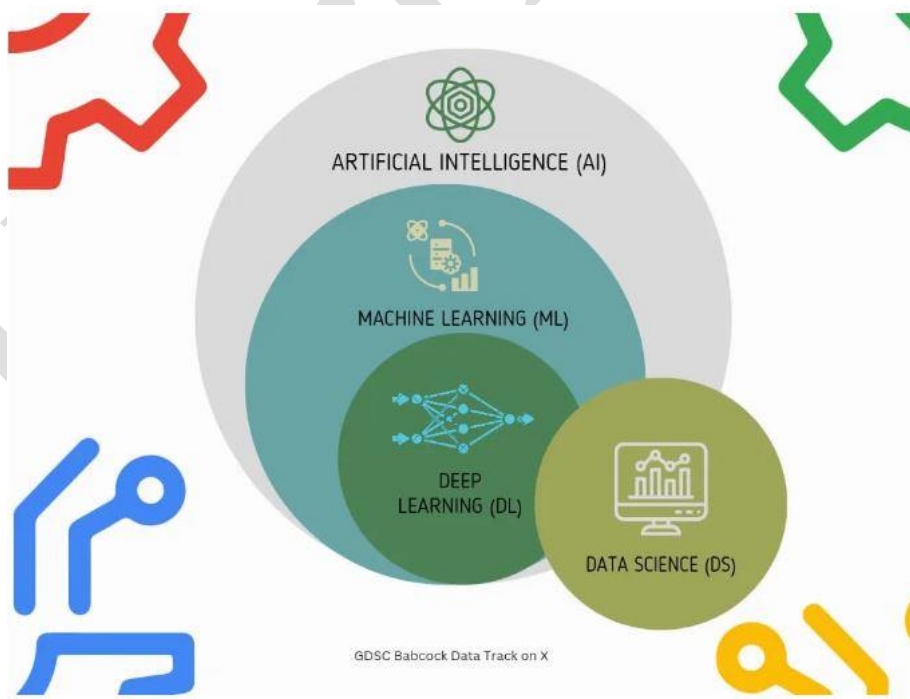 ARTIFICIAL INTELLIGENCE (AI)
MACHINE LEARNING (ML)
DEEP
LEARNING (DL)
DATA SCIENCE (DS)
GDSC Babcock Data Track on X